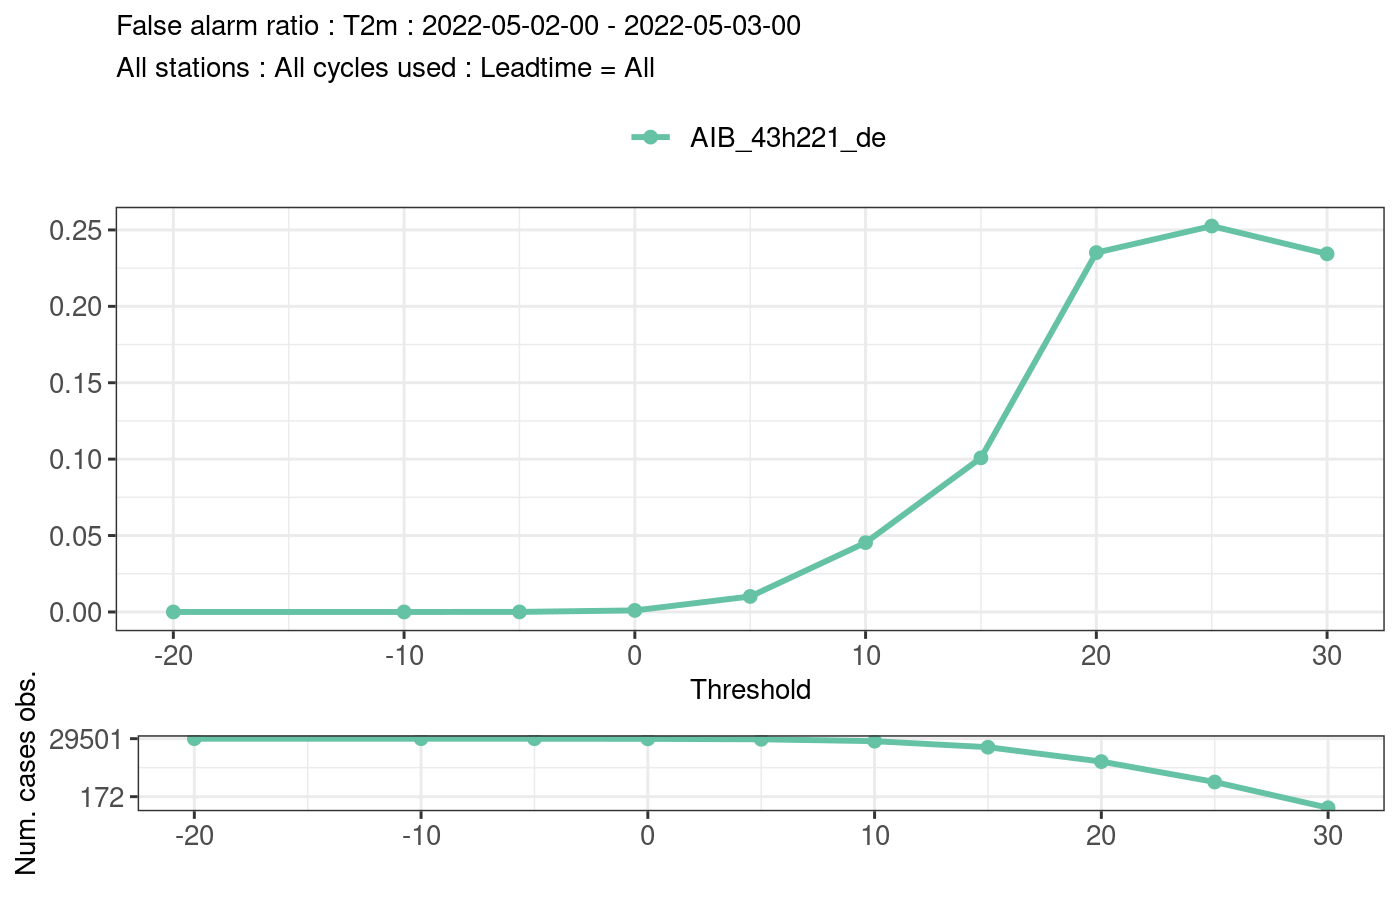 False alarm ratio : T2m : 2022-05-02-00 - 2022-05-03-00
All stations : All cycles used : Leadtime = All
AIB_43h221_de
0.25
0.20
0.15
0.10
0.05
0.00
-20 -10 0 10 20 30
Threshold
Num. cases obs.
29501
172
-20 -10 0 10 20 30